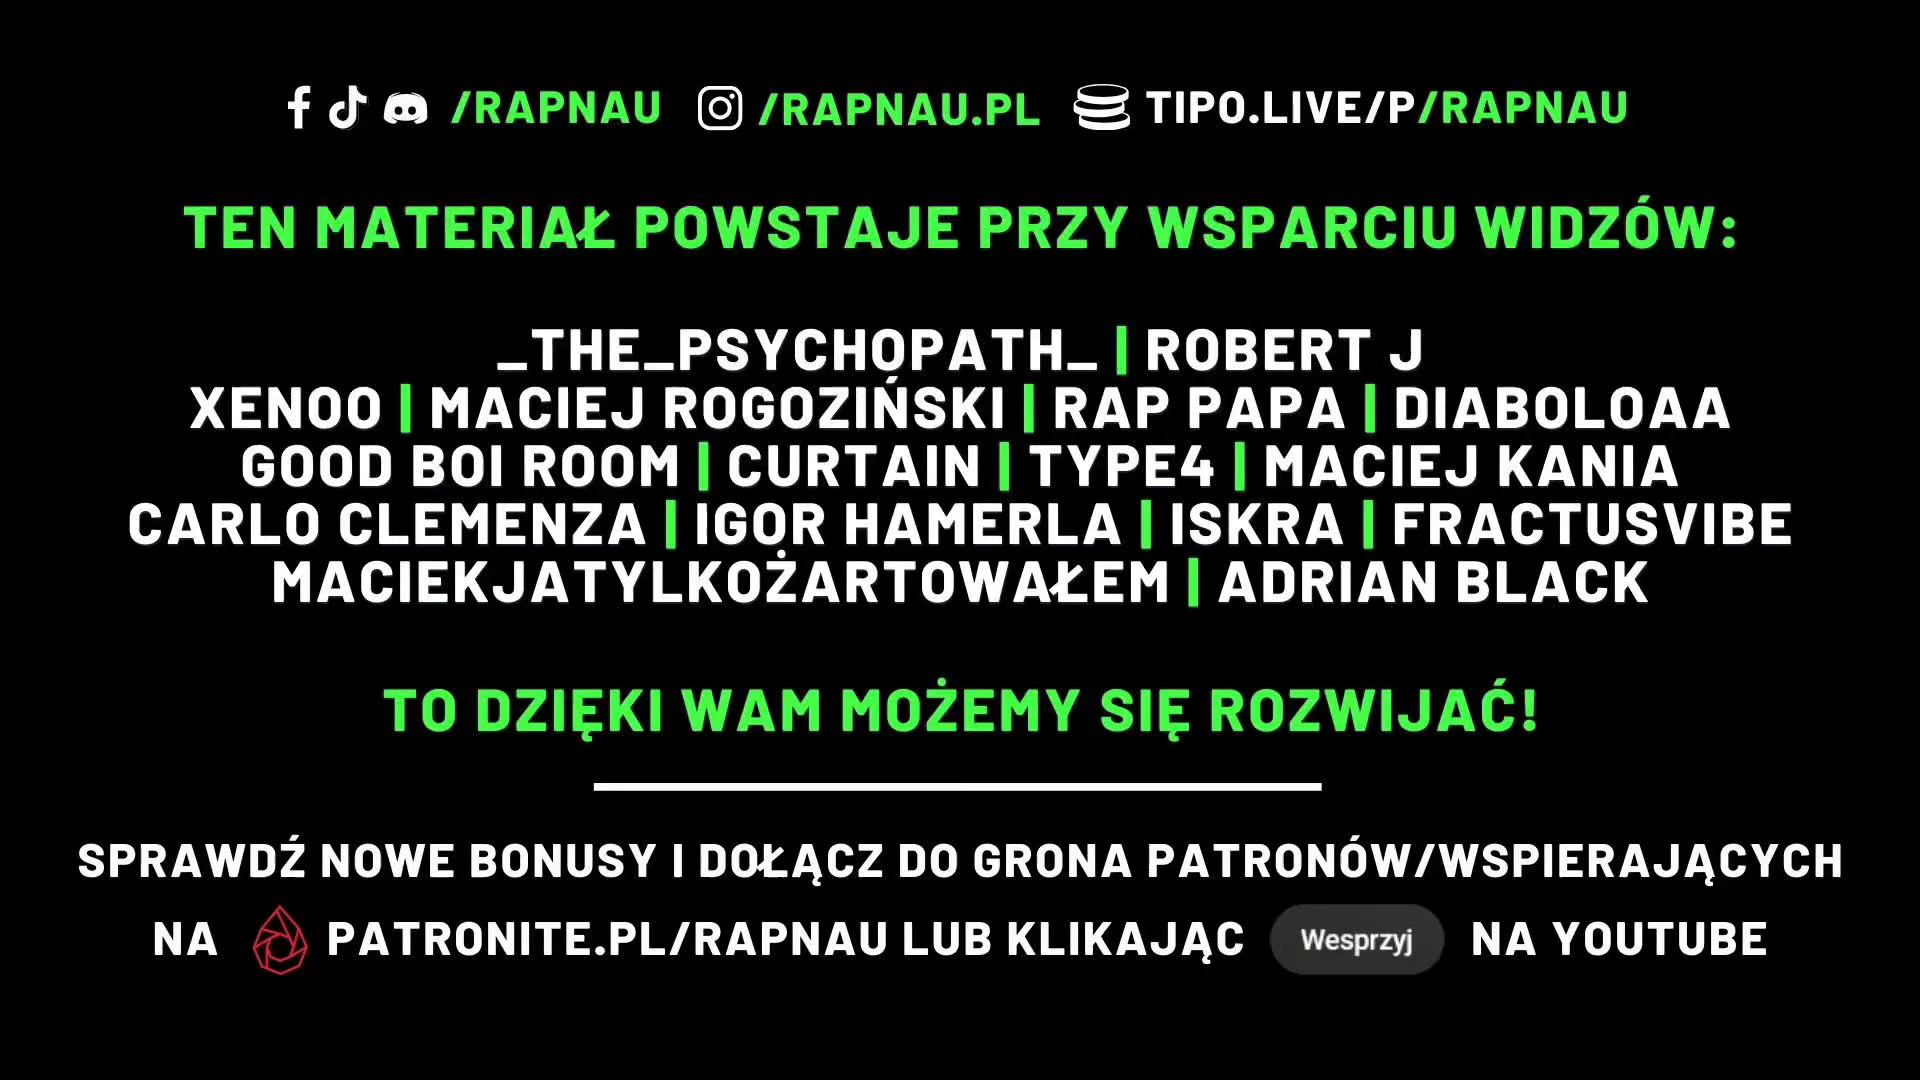 /RAPNAU /RAPNAU.PL TIPO.LIVE/P/RAPNAU
TEN MATERIAŁ POWSTAJE PRZY WSPARCIU WIDZÓW:
_THE_PSYCHOPATH_ | ROBERT J
XENOO | MACIEJ ROGOZIŃSKI | RAP PAPA | DIABOLOAA
GOOD BOI ROOM | CURTAIN | TYPE4 | MACIEJ KANIA
CARLO CLEMENZA | IGOR HAMERLA | ISKRA | FRACTUSVIBE
MACIEKJATYLKOŻARTOWAŁEM | ADRIAN BLACK
TO DZIĘKI WAM MOŻEMY SIĘ ROZWIJAĆ!
SPRAWDŹ NOWE BONUSY I DOŁĄCZ DO GRONA PATRONÓW/WSPIERAJĄCYCH
NA PATRONITE.PL/RAPNAU LUB KLIKAJĄC Wesprzyj NA YOUTUBE